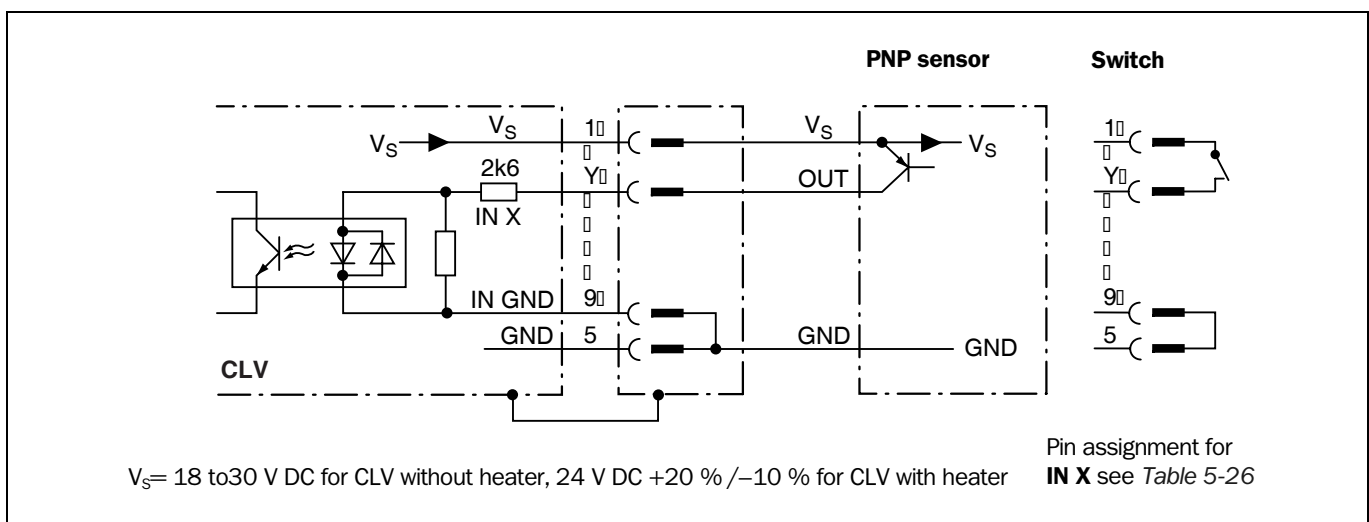 PNP sensor
Switch
V_S
V_S
1
V_S
V_S
1
2k6
Y
OUT
Y
IN X
IN GND
9
9
GND
5
GND
GND
5
CLV
Pin assignment for
V_S= 18 to30 V DC for CLV without heater, 24 V DC +20 % /–10 % for CLV with heater
IN X see Table 5-26